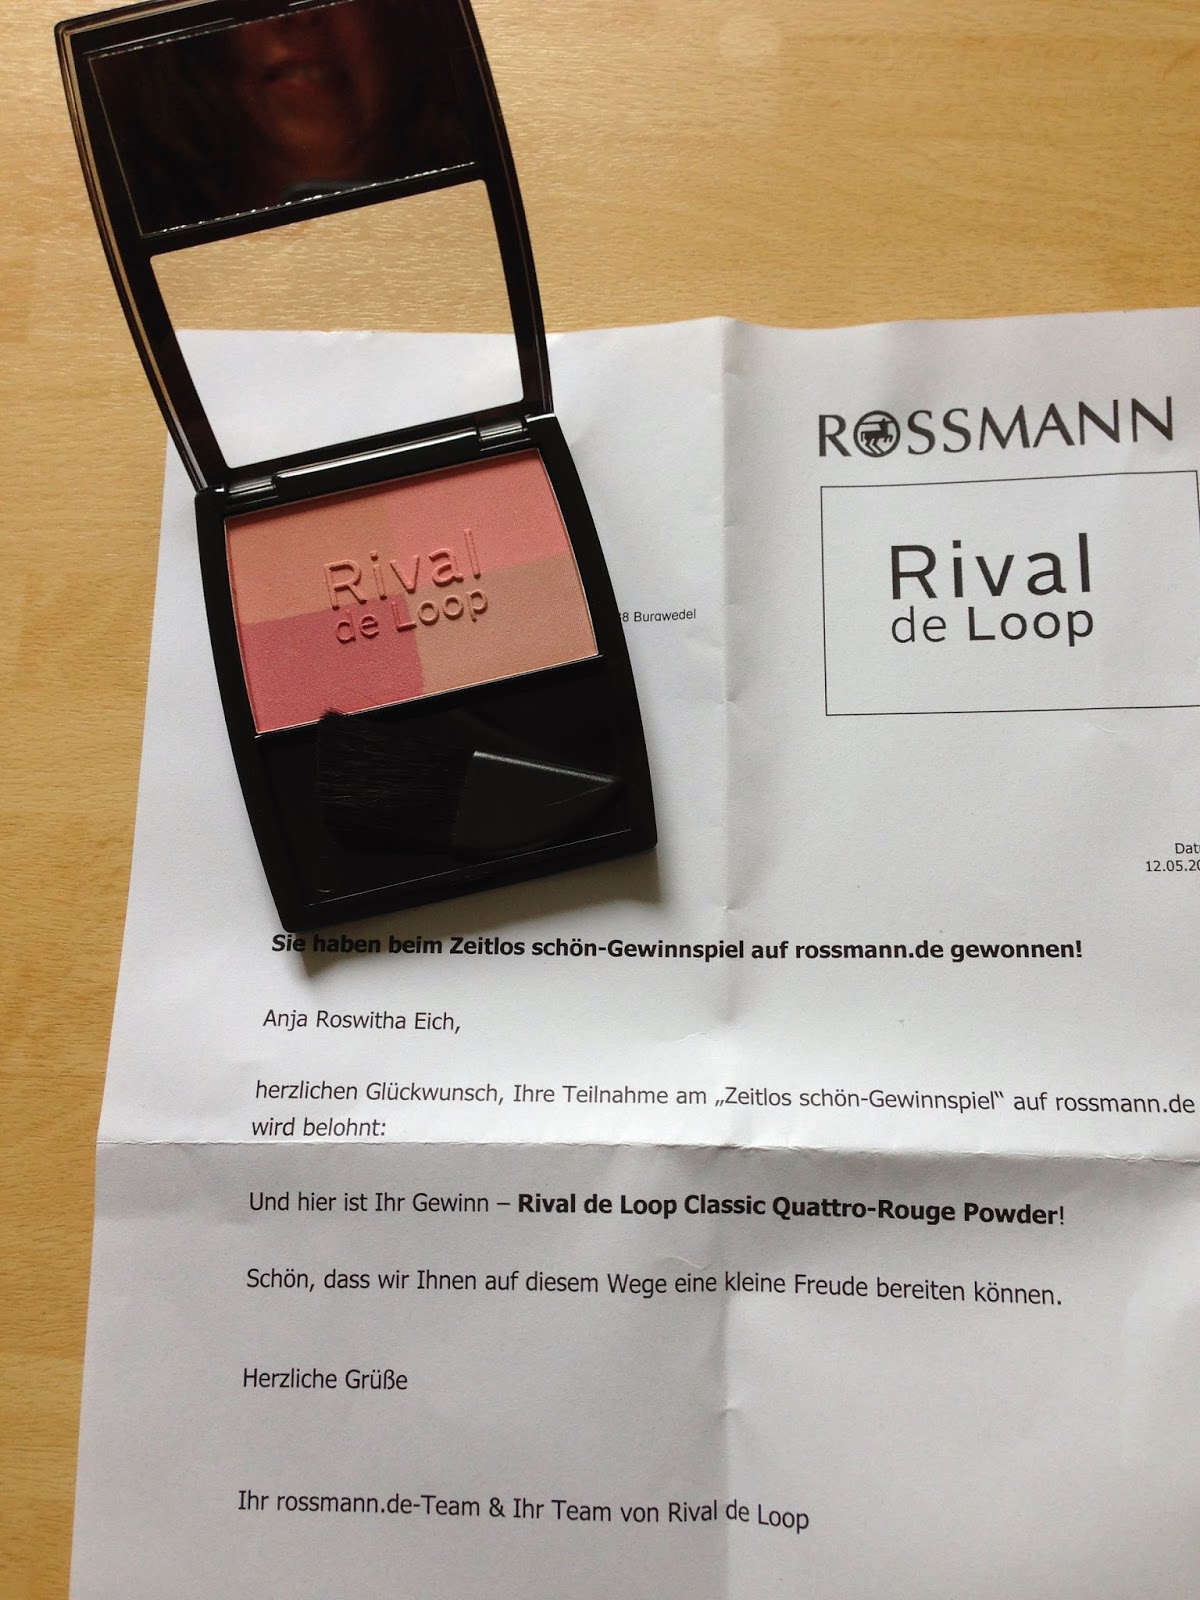 ROSSMANN
Rival
de Loop
Rival
de Loop
Burgwedel
12.05.20
Sie haben beim Zeitlos schön-Gewinnspiel auf rossmann.de gewonnen!
Anja Roswitha Eich,
herzlichen Glückwunsch, Ihre Teilnahme am „Zeitlos schön-Gewinnspiel“ auf rossmann.de
wird belohnt:
Und hier ist Ihr Gewinn – Rival de Loop Classic Quattro-Rouge Powder!
Schön, dass wir Ihnen auf diesem Wege eine kleine Freude bereiten können.
Herzliche Grüße
Ihr rossmann.de-Team & Ihr Team von Rival de Loop